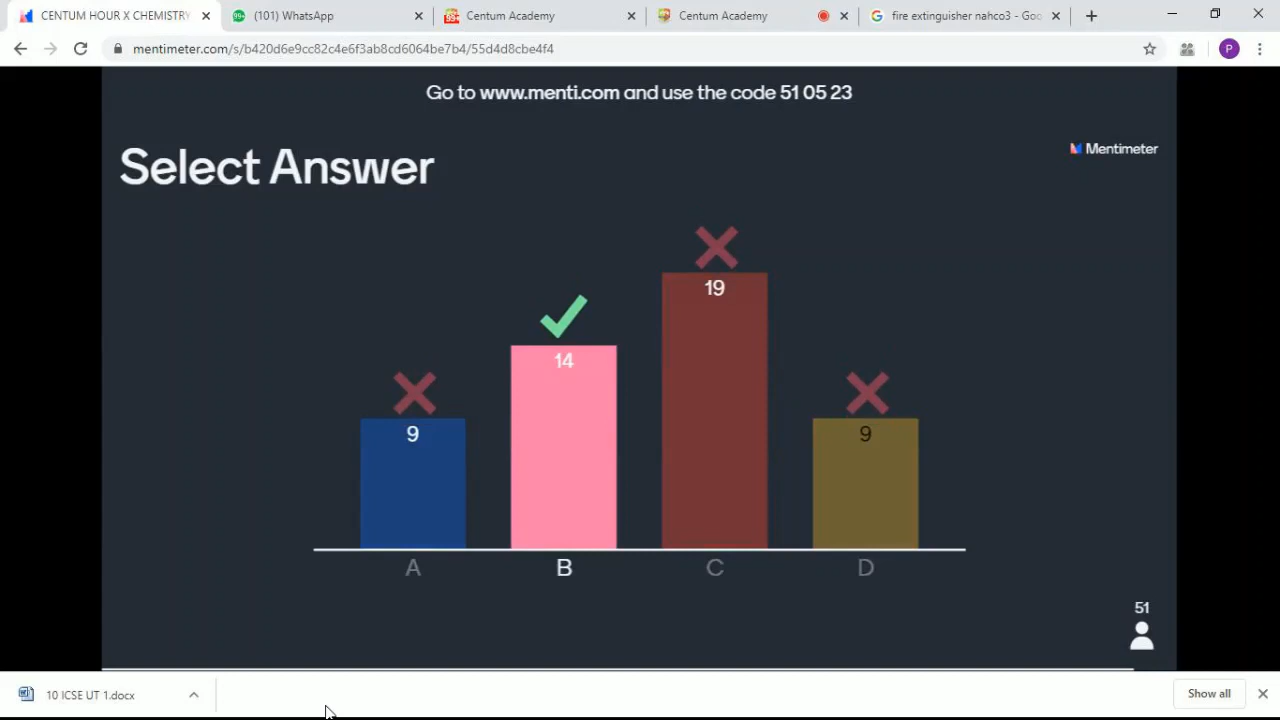 CENTUM HOUR X CHEMISTRY
(101) WhatsApp
Centum Academy
Centum Academy
fire extinguisher nahco3 - Goo
mentimeter.com/s/b420d6e9cc82c4e6f3ab8cd6064be7b4/55d4d8cbe4f4
P
Go to www.menti.com and use the code 51 05 23
Mentimeter
Select Answer
9
14
19
9
A
B
C
D
51
10 ICSE UT 1.docx
Show all